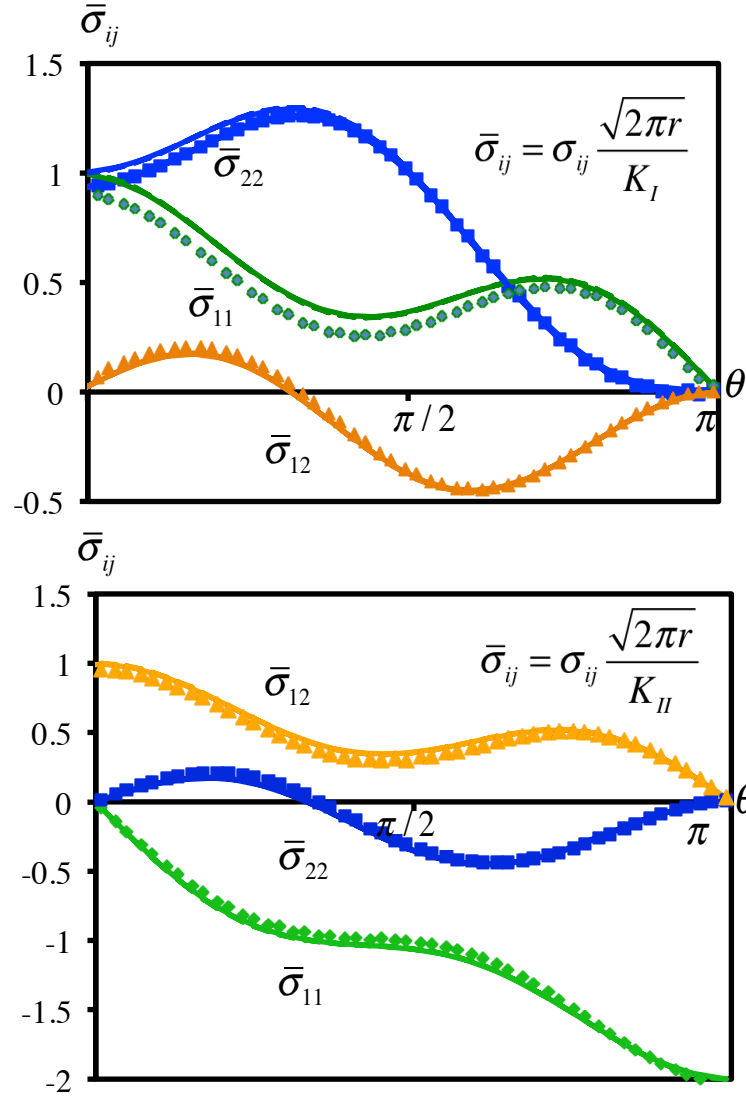 σ̄ij
1.5
σ̄ij = σij √2πr / KI
σ̄22
1
0.5
σ̄11
0
θ
π / 2
π
σ̄12
-0.5
σ̄ij
1.5
σ̄ij = σij √2πr / KII
σ̄12
1
0.5
0
θ
π / 2
π
σ̄22
-0.5
-1
σ̄11
-1.5
-2